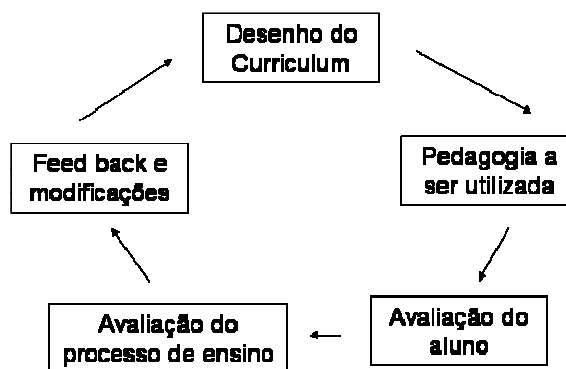 Desenho do
Curriculum
Pedagogia a
ser utilizada
Avaliação do
aluno
Avaliação do
processo de ensino
Feed back e
modificações